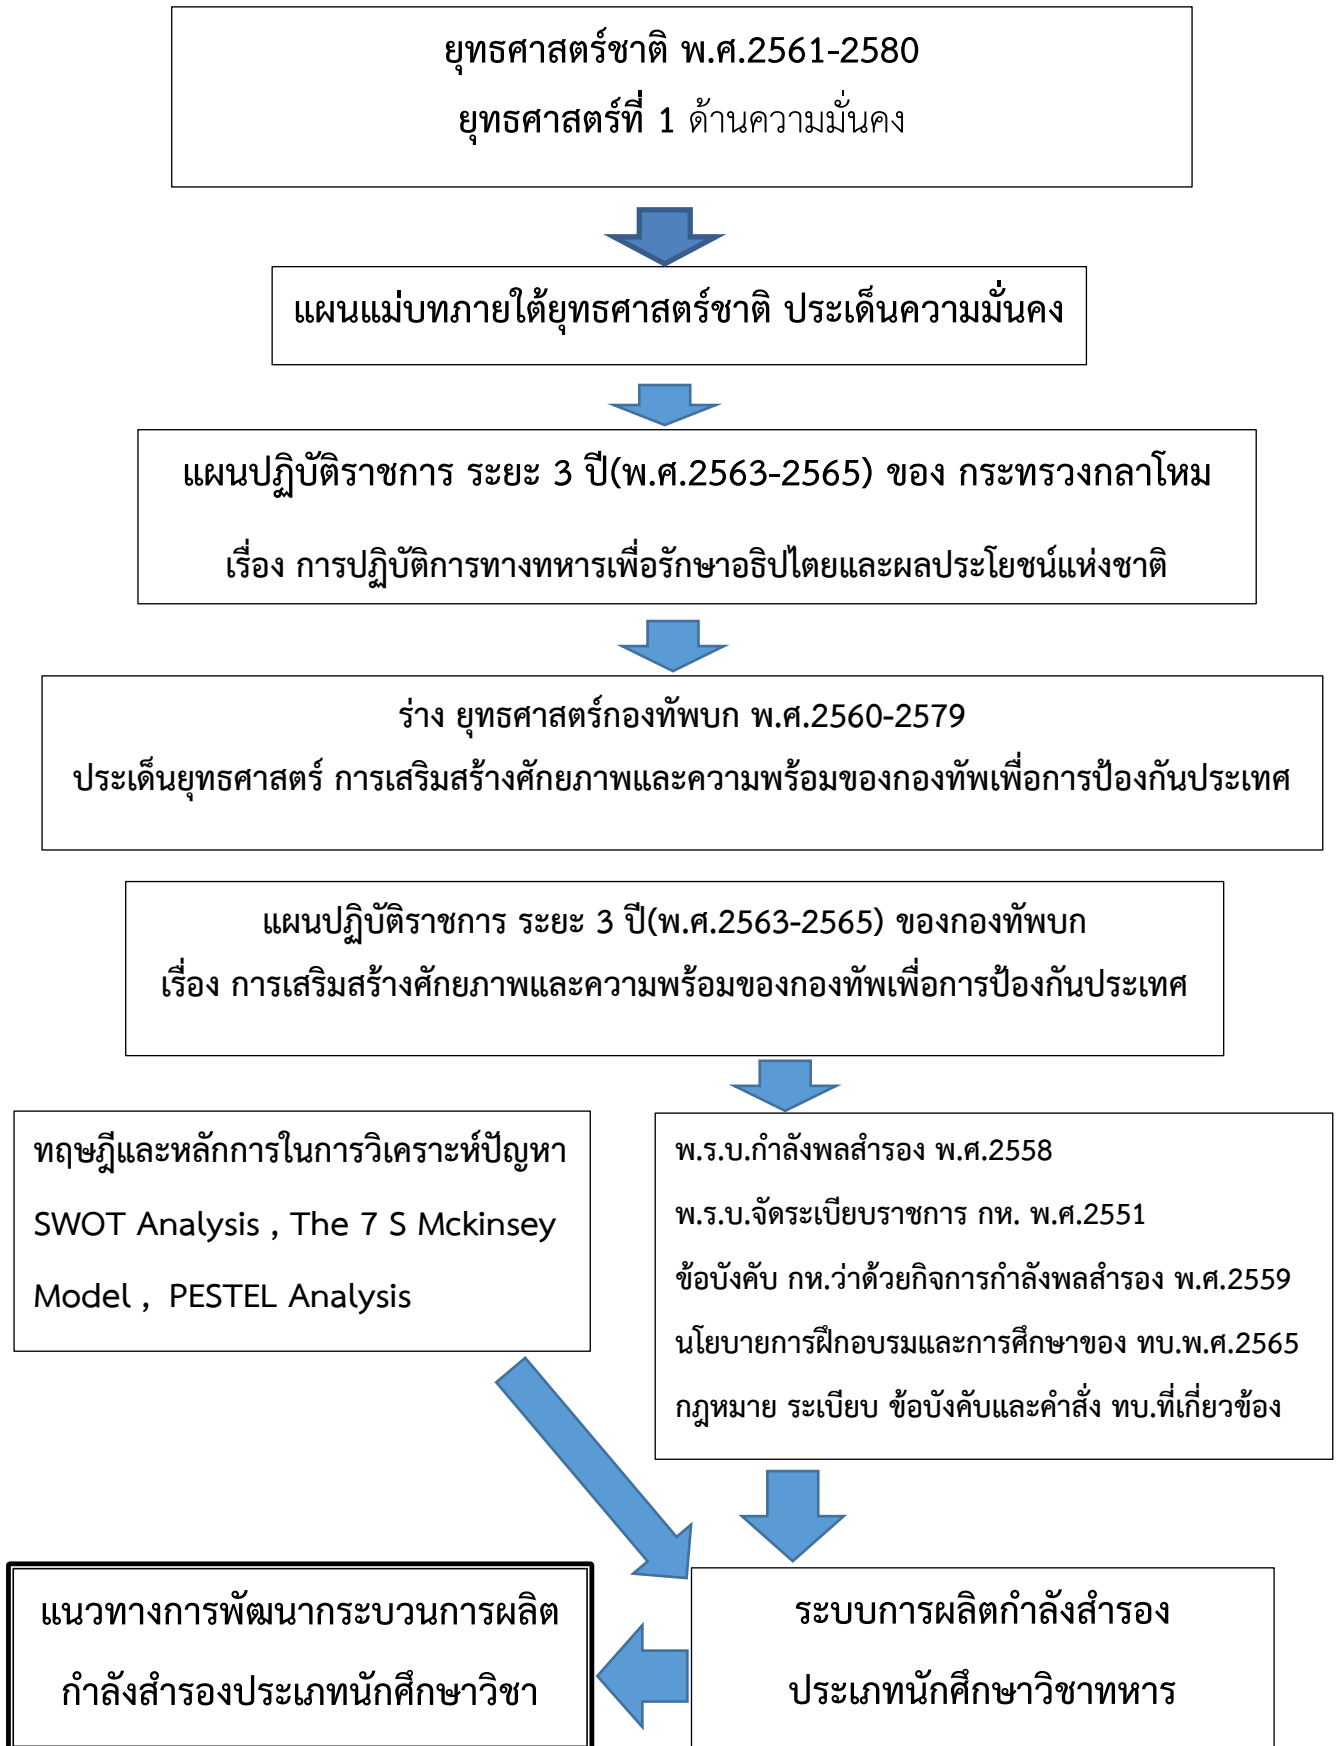 ยุทธศาสตร์ชาติ พ.ศ.2561-2580
ยุทธศาสตร์ที่ 1 ด้านความมั่นคง
แผนแม่บทภายใต้ยุทธศาสตร์ชาติ ประเด็นความมั่นคง
แผนปฏิบัติราชการ ระยะ 3 ปี(พ.ศ.2563-2565) ของ กระทรวงกลาโหม
เรื่อง การปฏิบัติการทางทหารเพื่อรักษาอธิปไตยและผลประโยชน์แห่งชาติ
ร่าง ยุทธศาสตร์กองทัพบก พ.ศ.2560-2579
ประเด็นยุทธศาสตร์ การเสริมสร้างศักยภาพและความพร้อมของกองทัพเพื่อการป้องกันประเทศ
แผนปฏิบัติราชการ ระยะ 3 ปี(พ.ศ.2563-2565) ของกองทัพบก
เรื่อง การเสริมสร้างศักยภาพและความพร้อมของกองทัพเพื่อการป้องกันประเทศ
ทฤษฎีและหลักการในการวิเคราะห์ปัญหา
SWOT Analysis , The 7 S Mckinsey
Model , PESTEL Analysis
พ.ร.บ.กำลังพลสำรอง พ.ศ.2558
พ.ร.บ.จัดระเบียบราชการ กห. พ.ศ.2551
ข้อบังคับ กห.ว่าด้วยกิจการกำลังพลสำรอง พ.ศ.2559
นโยบายการฝึกอบรมและการศึกษาของ ทบ.พ.ศ.2565
กฎหมาย ระเบียบ ข้อบังคับและคำสั่ง ทบ.ที่เกี่ยวข้อง
แนวทางการพัฒนากระบวนการผลิต
กำลังสำรองประเภทนักศึกษาวิชา
ระบบการผลิตกำลังสำรอง
ประเภทนักศึกษาวิชาทหาร